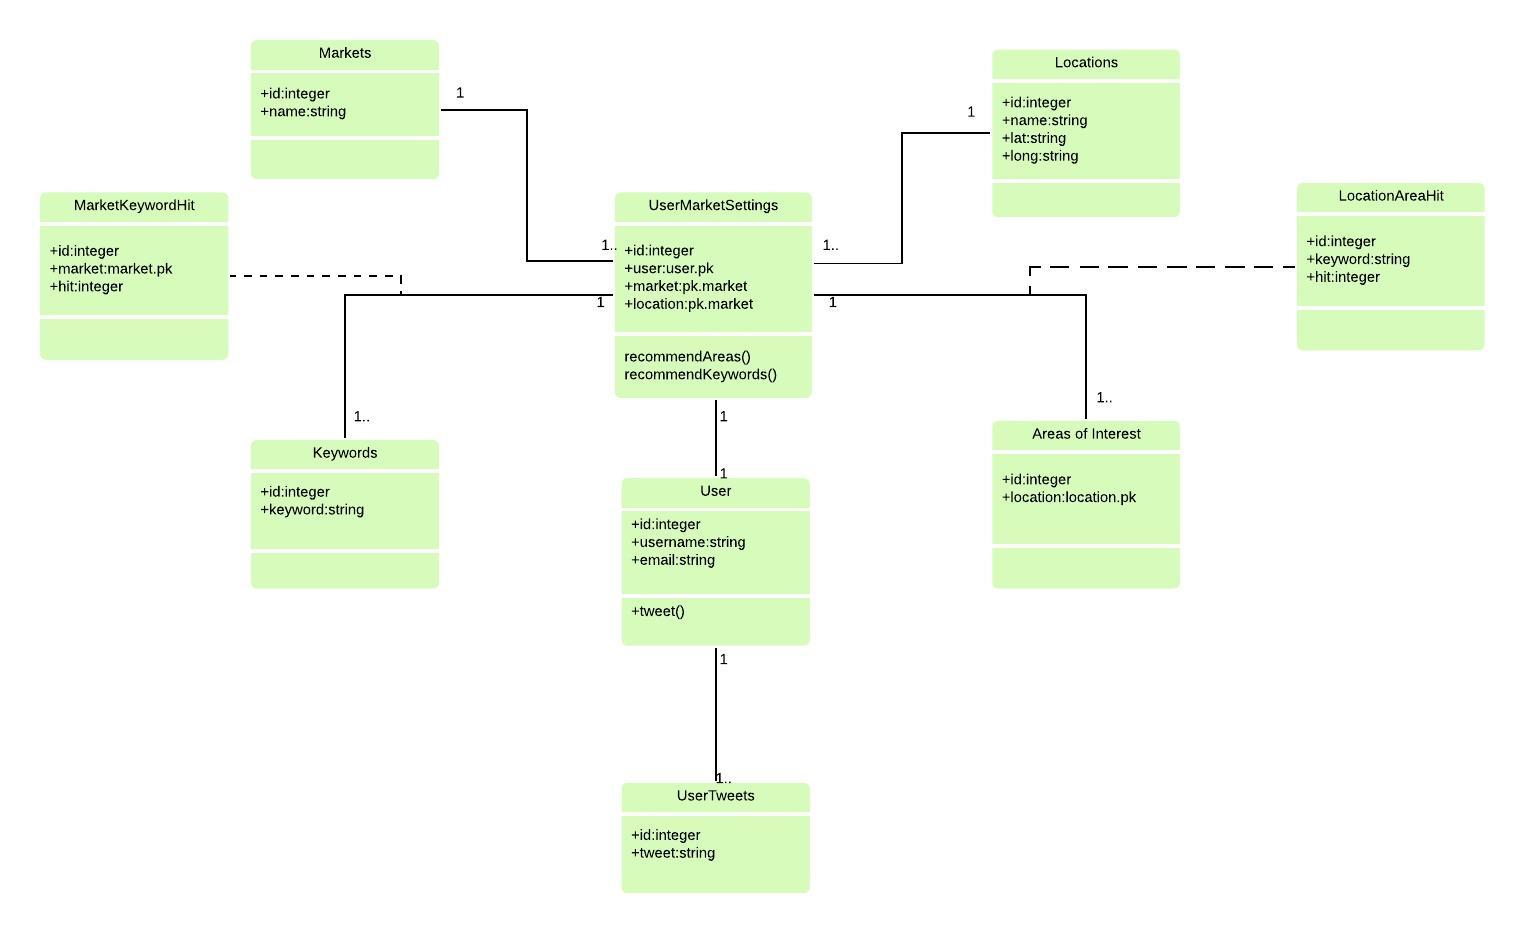 Markets
+id:integer
+name:string
1
Locations
+id:integer
+name:string
+lat:string
+long:string
1
MarketKeywordHit
+id:integer
+market:market.pk
+hit:integer
UserMarketSettings
+id:integer
+user:user.pk
+market:pk.market
+location:pk.market
recommendAreas()
recommendKeywords()
1..
1..
1
1
LocationAreaHit
+id:integer
+keyword:string
+hit:integer
1..
Keywords
+id:integer
+keyword:string
1
1
User
+id:integer
+username:string
+email:string
+tweet()
1..
Areas of Interest
+id:integer
+location:location.pk
1
1..
UserTweets
+id:integer
+tweet:string